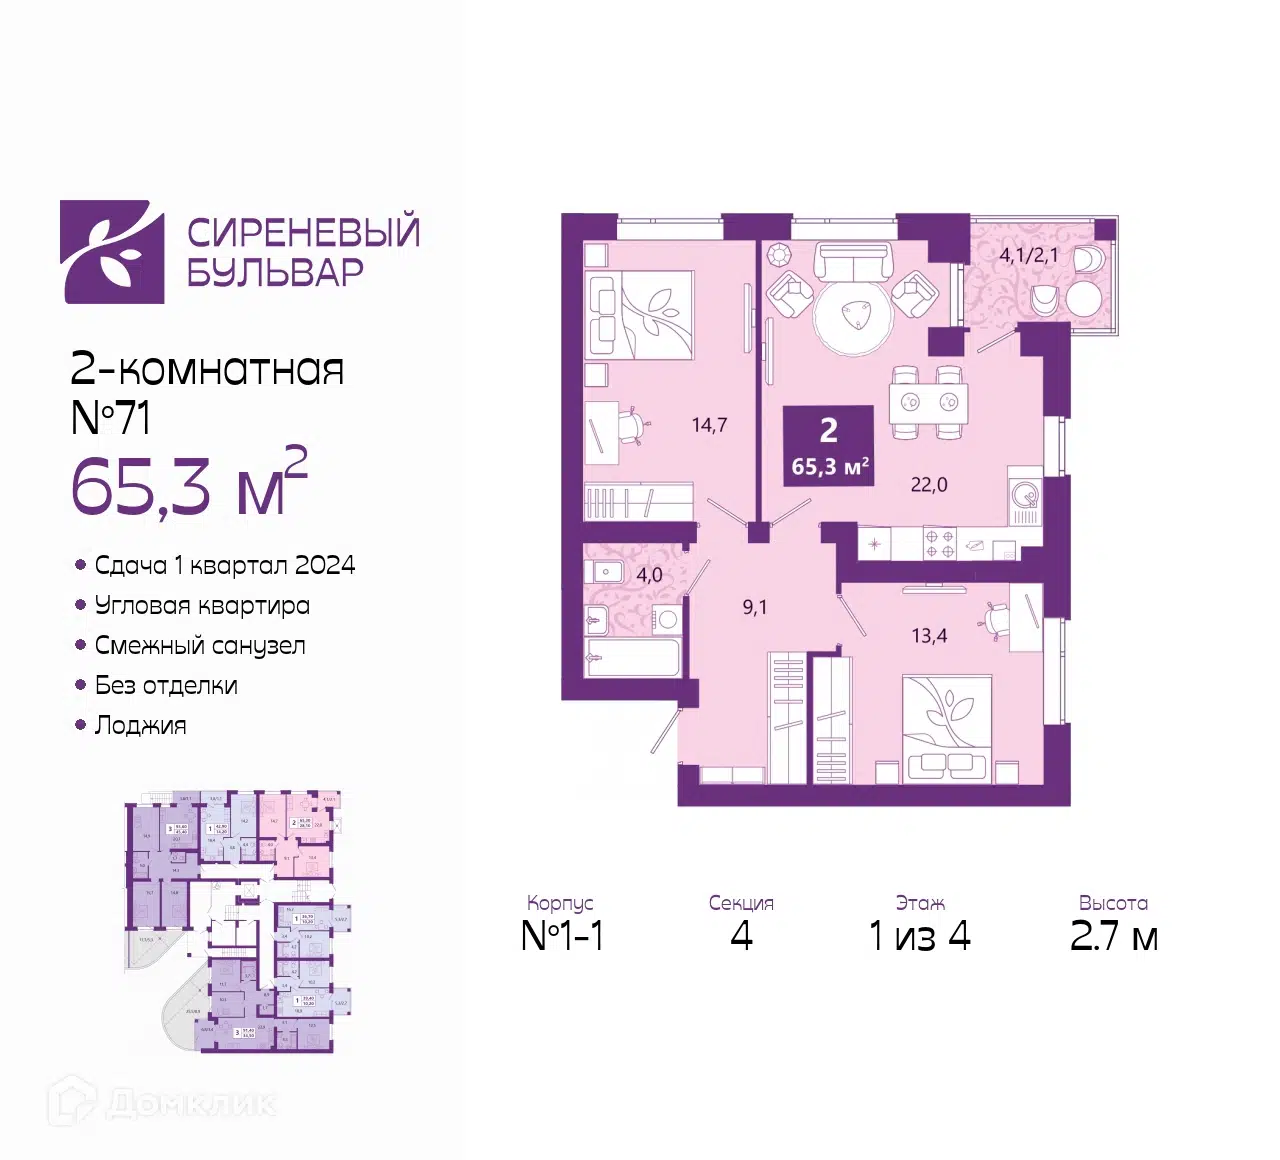 СИРЕНЕВЫЙ
БУЛЬВАР
2-комнатная
№71
65,3 м²
Сдача 1 квартал 2024
Угловая квартира
Смежный санузел
Без отделки
Лоджия
4,1/2,1
14,7
2
65,3 м²
22,0
4,0
9,1
13,4
Корпус
№1-1
Секция
4
Этаж
1 из 4
Высота
2.7 м
Домклик